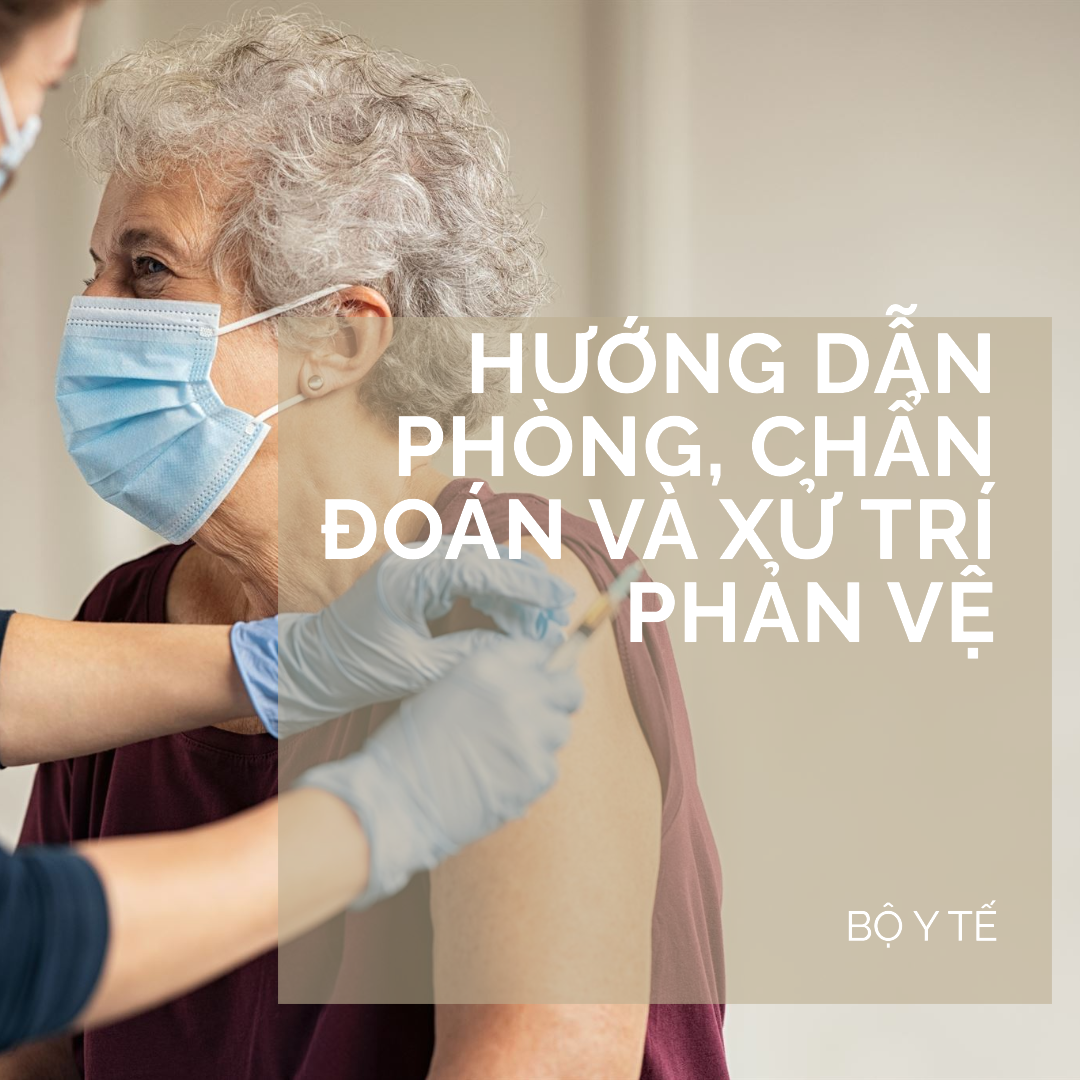 HƯỚNG DẪN
PHÒNG, CHẨN
ĐOÁN VÀ XỬ TRÍ
PHẢN VỆ
BỘ Y TẾ